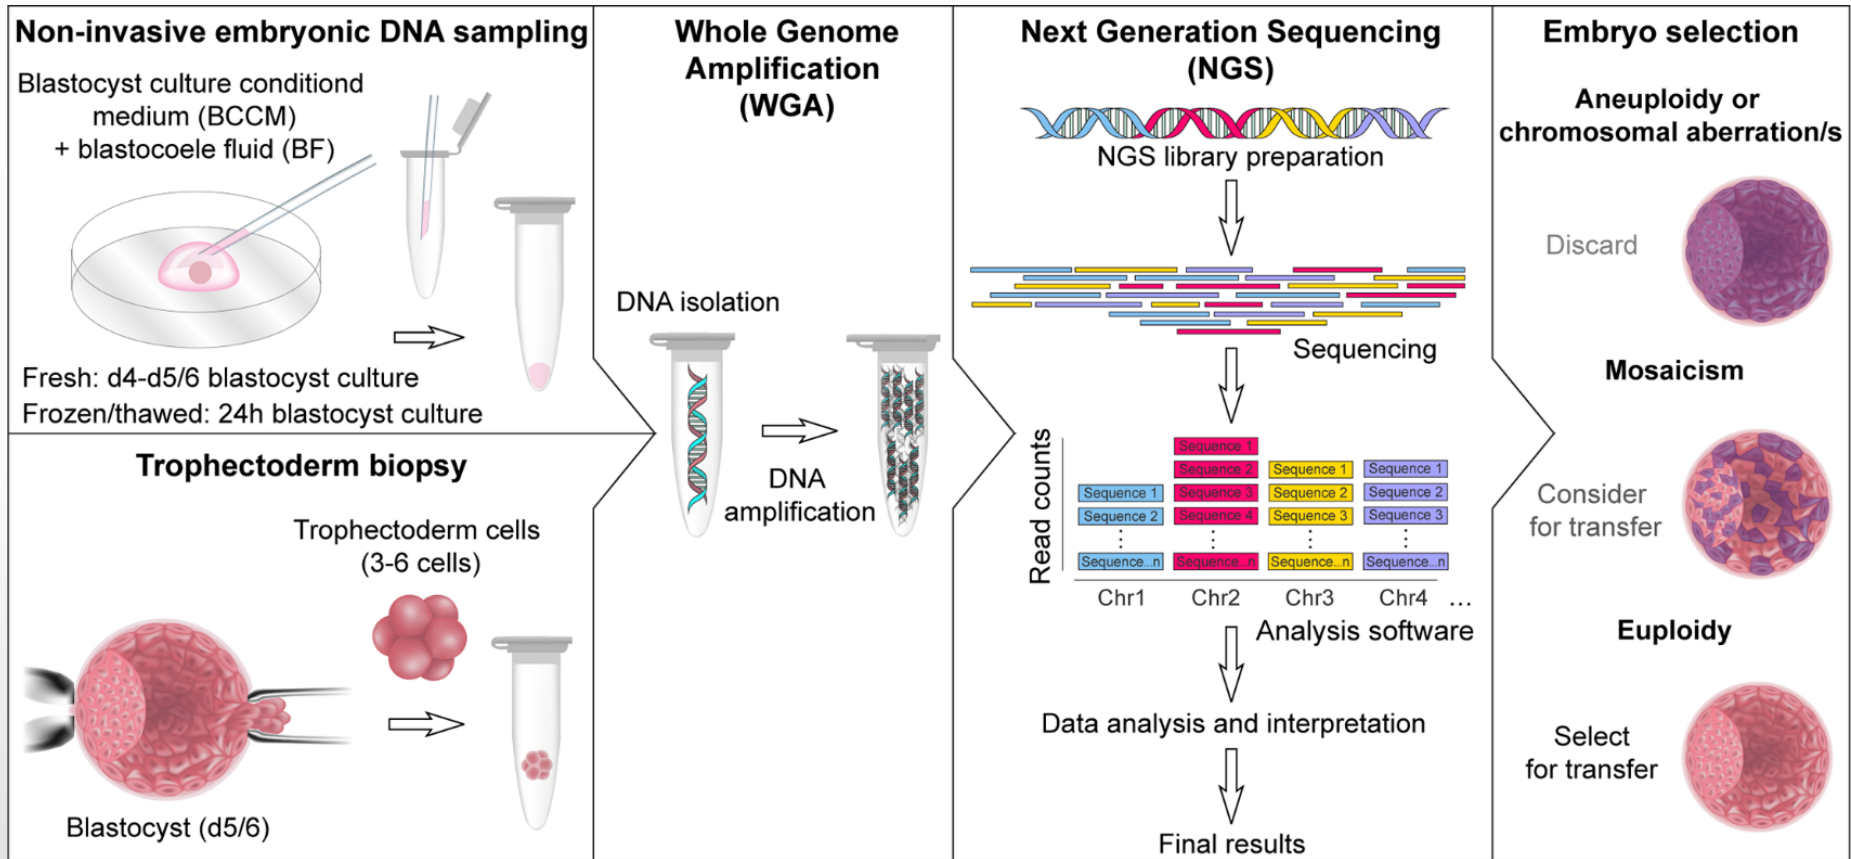 Non-invasive embryonic DNA sampling
Blastocyst culture conditiond
medium (BCCM)
+ blastocoele fluid (BF)
Fresh: d4-d5/6 blastocyst culture
Frozen/thawed: 24h blastocyst culture
Trophectoderm biopsy
Trophectoderm cells
(3-6 cells)
Blastocyst (d5/6)
Whole Genome
Amplification
(WGA)
DNA isolation
DNA
amplification
Next Generation Sequencing
(NGS)
NGS library preparation
Sequencing
Read counts
Sequence 1
Sequence 2 Sequence 1 Sequence 1
Sequence 1 Sequence 3 Sequence 2 Sequence 2
Sequence 2 Sequence 4 Sequence 3 Sequence 3
Sequence...n Sequence...n Sequence...n Sequence...n
Chr1 Chr2 Chr3 Chr4 ...
Analysis software
Data analysis and interpretation
Final results
Embryo selection
Aneuploidy or
chromosomal aberration/s
Discard
Mosaicism
Consider
for transfer
Euploidy
Select
for transfer